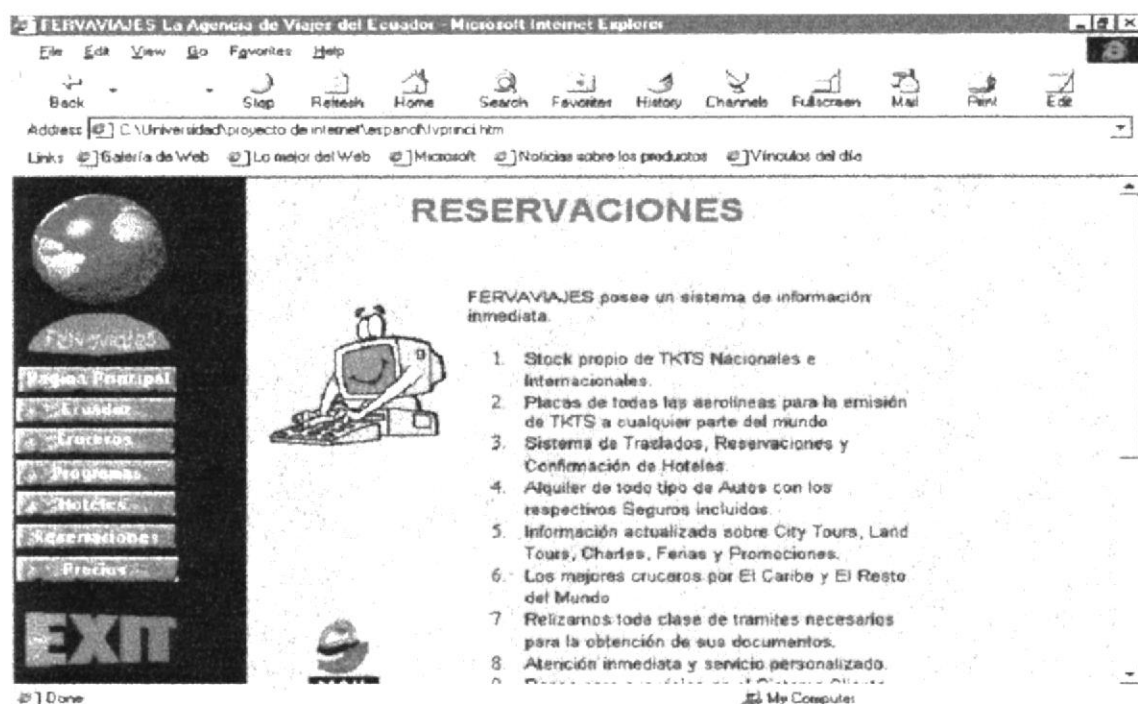 FERVAVIAJES La Agencia de Viajes del Ecuador - Microsoft Internet Explorer
File Edit View Go Favorites Help
Back Stop Refresh Home Search Favorites History Channels Fullscreen Mail Print Edit
Address C:\Universidad\proyecto de internet\espanol\fvprinci.htm
Links Galería de Web Lo mejor del Web Microsoft Noticias sobre los productos Vínculos del día
RESERVACIONES
FERVAVIAJES posee un sistema de información
inmediata.
1. Stock propio de TKTS Nacionales e
Internacionales.
2. Placas de todas las aerolíneas para la emisión
de TKTS a cualquier parte del mundo
3. Sistema de Traslados, Reservaciones y
Confirmación de Hoteles.
4. Alquiler de todo tipo de Autos con los
respectivos Seguros incluidos.
5. Información actualizada sobre City Tours, Land
Tours, Charles, Ferias y Promociones.
6. Los mejores cruceros por El Caribe y El Resto
del Mundo
7 Relizamos toda clase de tramites necesarios
para la obtención de sus documentos.
8. Atención inmediata y servicio personalizado.
Fervaviajes
Pagina Principal
Ecuador
Cruceros
Programas
Hoteles
Reservaciones
Precios
EXIT
Done My Computer